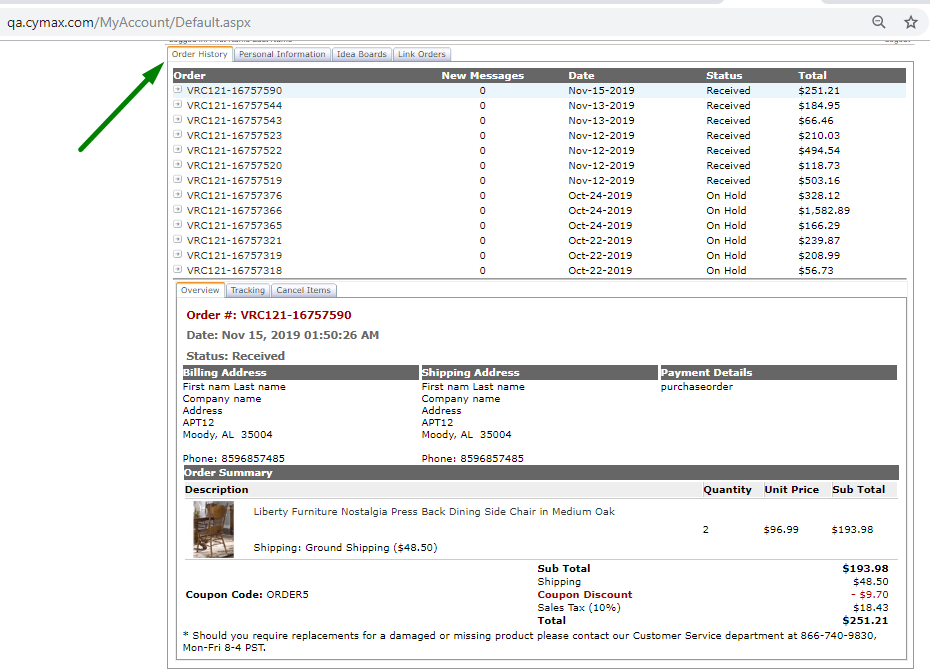 qa.cymax.com/MyAccount/Default.aspx
Order History Personal Information Idea Boards Link Orders
Order New Messages Date Status Total
VRC121-16757590 0 Nov-15-2019 Received $251.21
VRC121-16757544 0 Nov-13-2019 Received $184.95
VRC121-16757543 0 Nov-13-2019 Received $66.46
VRC121-16757523 0 Nov-12-2019 Received $210.03
VRC121-16757522 0 Nov-12-2019 Received $494.54
VRC121-16757520 0 Nov-12-2019 Received $118.73
VRC121-16757519 0 Nov-12-2019 Received $503.16
VRC121-16757376 0 Oct-24-2019 On Hold $328.12
VRC121-16757366 0 Oct-24-2019 On Hold $1,582.89
VRC121-16757365 0 Oct-24-2019 On Hold $166.29
VRC121-16757321 0 Oct-22-2019 On Hold $239.87
VRC121-16757319 0 Oct-22-2019 On Hold $208.99
VRC121-16757318 0 Oct-22-2019 On Hold $56.73
Overview Tracking Cancel Items
Order #: VRC121-16757590
Date: Nov 15, 2019 01:50:26 AM
Status: Received
Billing Address Shipping Address Payment Details
First nam Last name First nam Last name purchaseorder
Company name Company name
Address Address
APT12 APT12
Moody, AL 35004 Moody, AL 35004
Phone: 8596857485 Phone: 8596857485
Order Summary
Description Quantity Unit Price Sub Total
Liberty Furniture Nostalgia Press Back Dining Side Chair in Medium Oak
2 $96.99 $193.98
Shipping: Ground Shipping ($48.50)
Sub Total $193.98
Shipping $48.50
Coupon Code: ORDER5 Coupon Discount - $9.70
Sales Tax (10%) $18.43
Total $251.21
* Should you require replacements for a damaged or missing product please contact our Customer Service department at 866-740-9830,
Mon-Fri 8-4 PST.